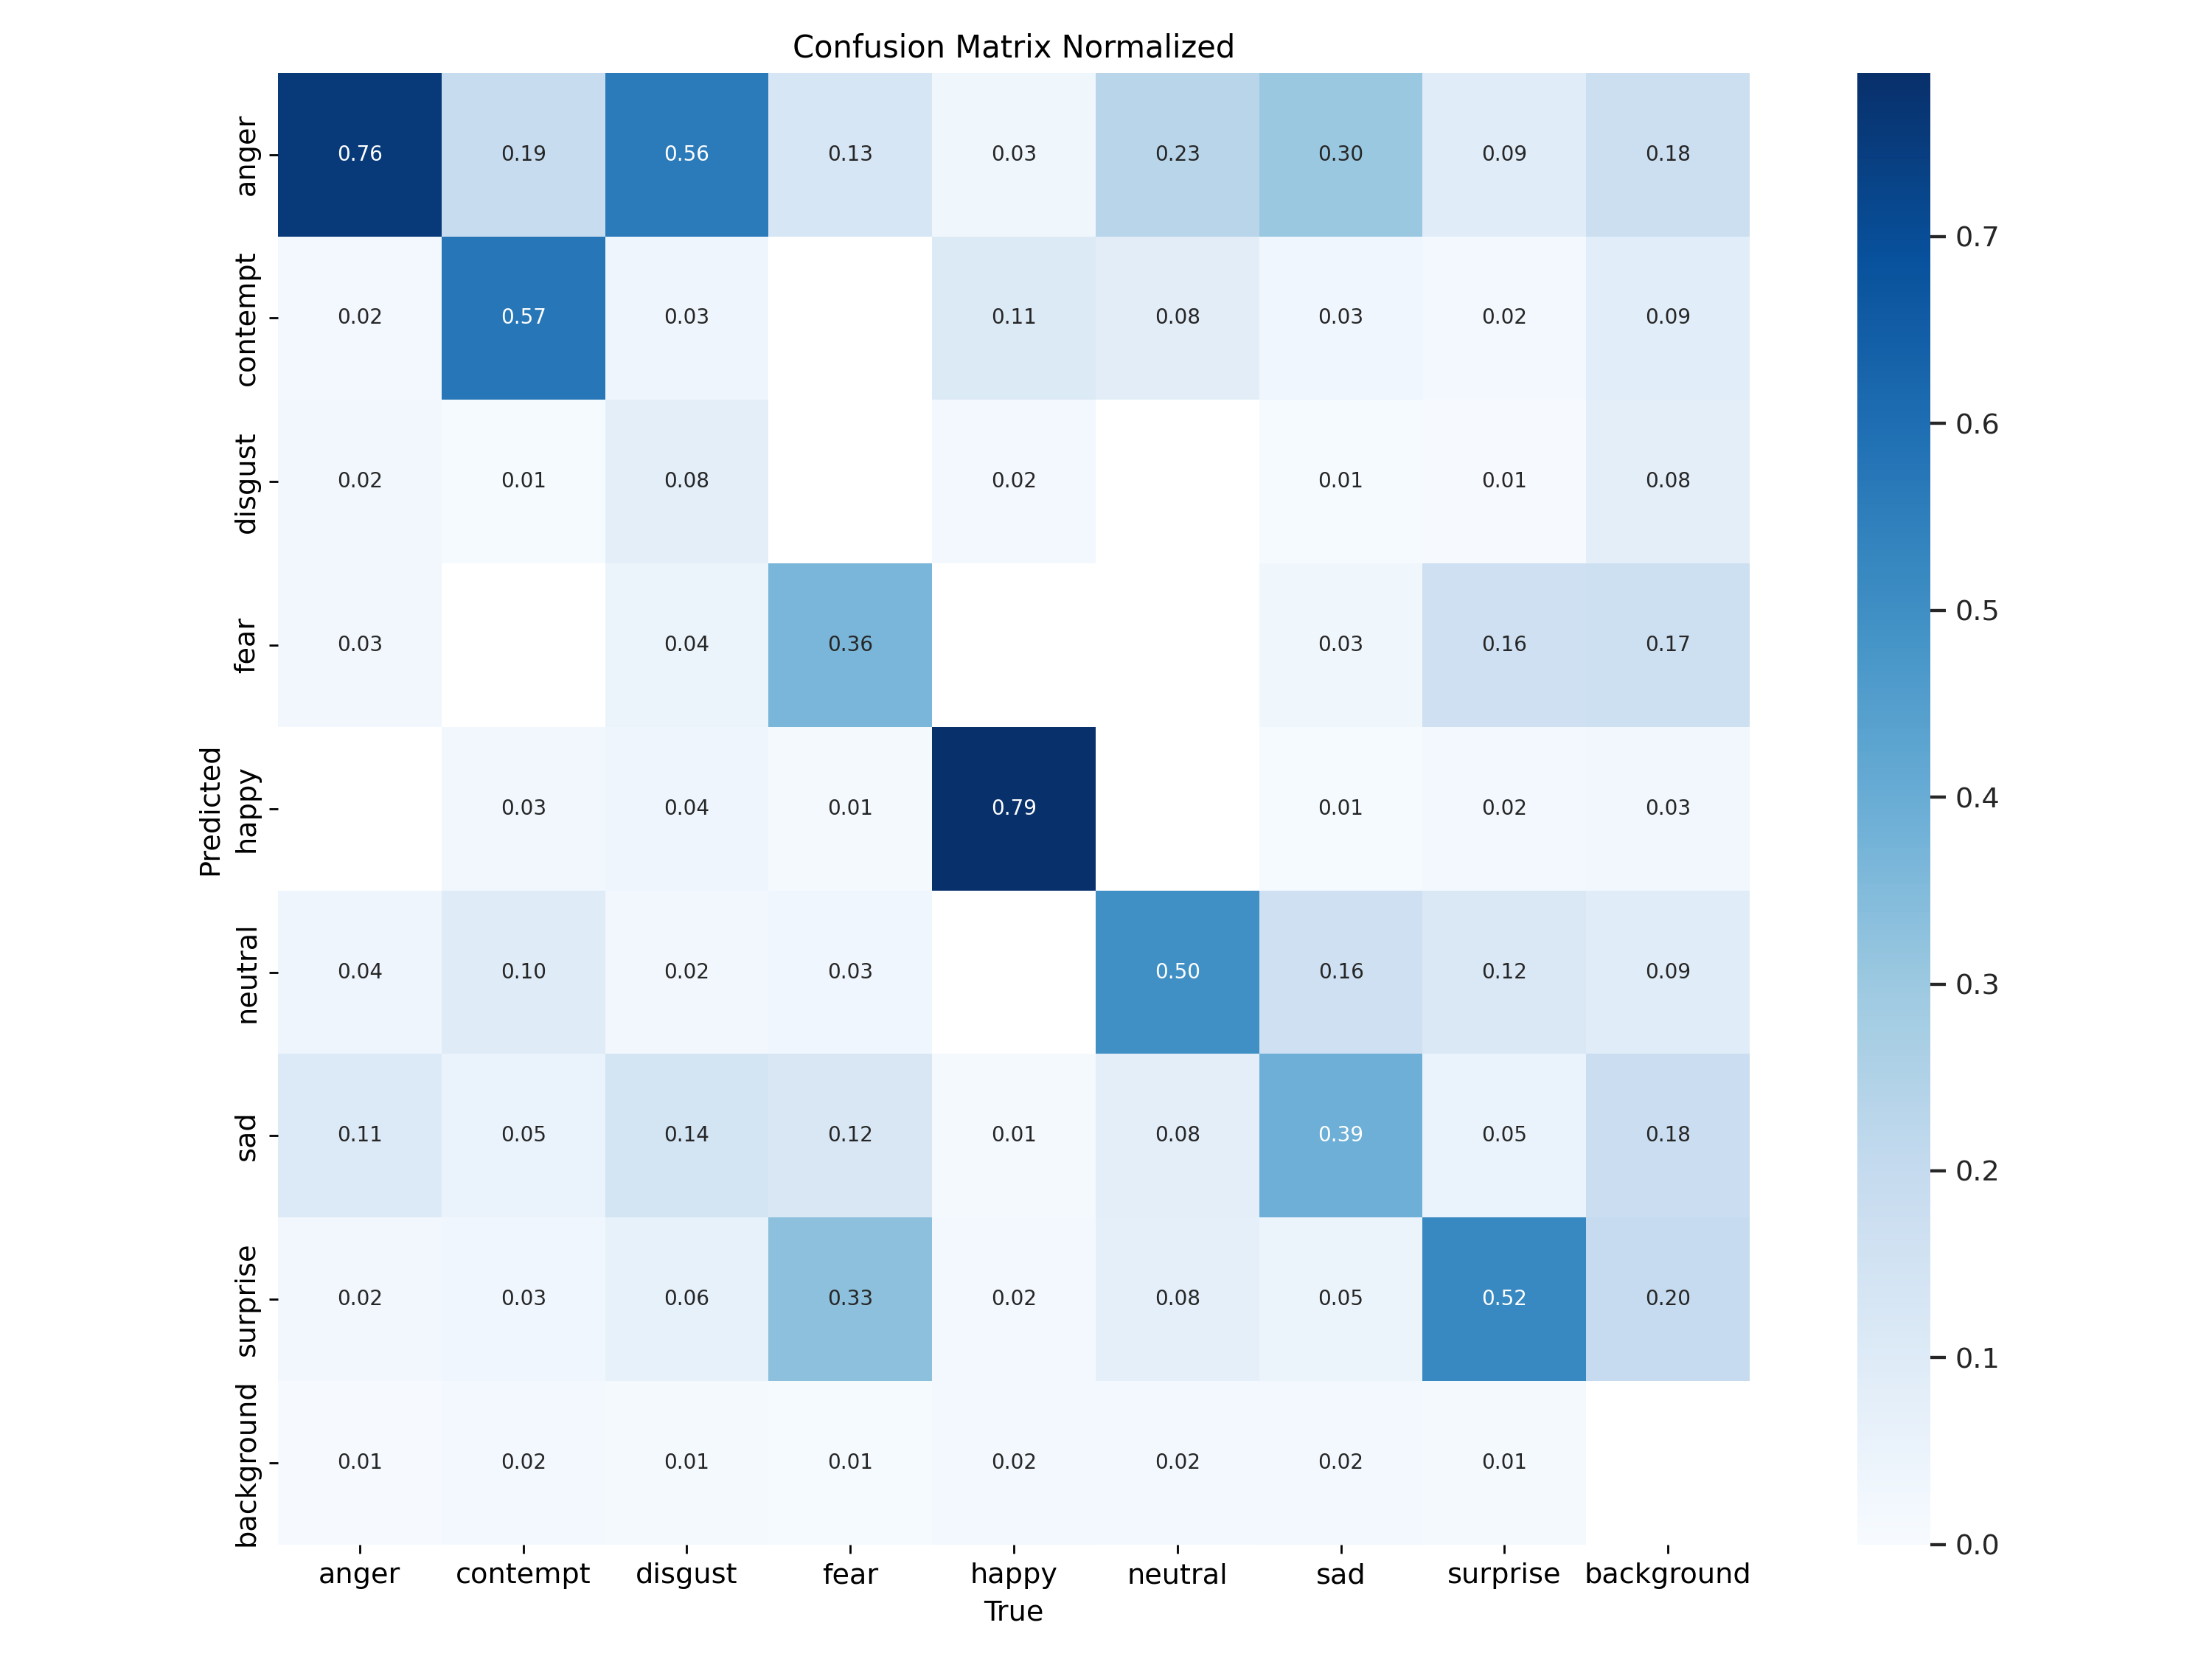 Confusion Matrix Normalized
anger 0.76 0.19 0.56 0.13 0.03 0.23 0.30 0.09 0.18
contempt 0.02 0.57 0.03 0.11 0.08 0.03 0.02 0.09
disgust 0.02 0.01 0.08 0.02 0.01 0.01 0.08
fear 0.03 0.04 0.36 0.03 0.16 0.17
Predicted
happy 0.03 0.04 0.01 0.79 0.01 0.02 0.03
neutral 0.04 0.10 0.02 0.03 0.50 0.16 0.12 0.09
sad 0.11 0.05 0.14 0.12 0.01 0.08 0.39 0.05 0.18
surprise 0.02 0.03 0.06 0.33 0.02 0.08 0.05 0.52 0.20
background 0.01 0.02 0.01 0.01 0.02 0.02 0.02 0.01
anger contempt disgust fear happy neutral sad surprise background
True
0.7
0.6
0.5
0.4
0.3
0.2
0.1
0.0